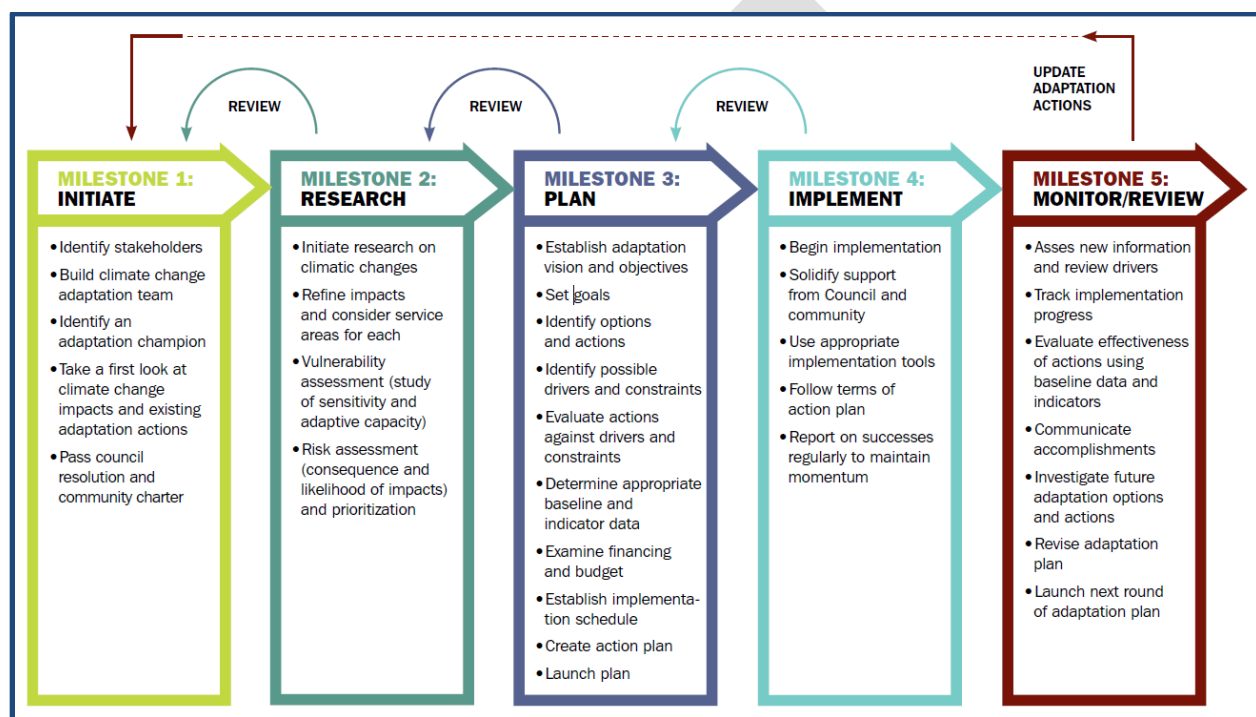 UPDATE
ADAPTATION
ACTIONS
REVIEW
REVIEW
REVIEW
MILESTONE 1:
INITIATE
• Identify stakeholders
• Build climate change
adaptation team
• Identify an
adaptation champion
• Take a first look at
climate change
impacts and existing
adaptation actions
• Pass council
resolution and
community charter
MILESTONE 2:
RESEARCH
• Initiate research on
climatic changes
• Refine impacts
and consider service
areas for each
• Vulnerability
assessment (study
of sensitivity and
adaptive capacity)
• Risk assessment
(consequence and
likelihood of impacts)
and prioritization
MILESTONE 3:
PLAN
• Establish adaptation
vision and objectives
• Set goals
• Identify options
and actions
• Identify possible
drivers and constraints
• Evaluate actions
against drivers and
constraints
• Determine appropriate
baseline and
indicator data
• Examine financing
and budget
• Establish implementa-
tion schedule
• Create action plan
• Launch plan
MILESTONE 4:
IMPLEMENT
• Begin implementation
• Solidify support
from Council and
community
• Use appropriate
implementation tools
• Follow terms of
action plan
• Report on successes
regularly to maintain
momentum
MILESTONE 5:
MONITOR/REVIEW
• Asses new information
and review drivers
• Track implementation
progress
• Evaluate effectiveness
of actions using
baseline data and
indicators
• Communicate
accomplishments
• Investigate future
adaptation options
and actions
• Revise adaptation
plan
• Launch next round
of adaptation plan